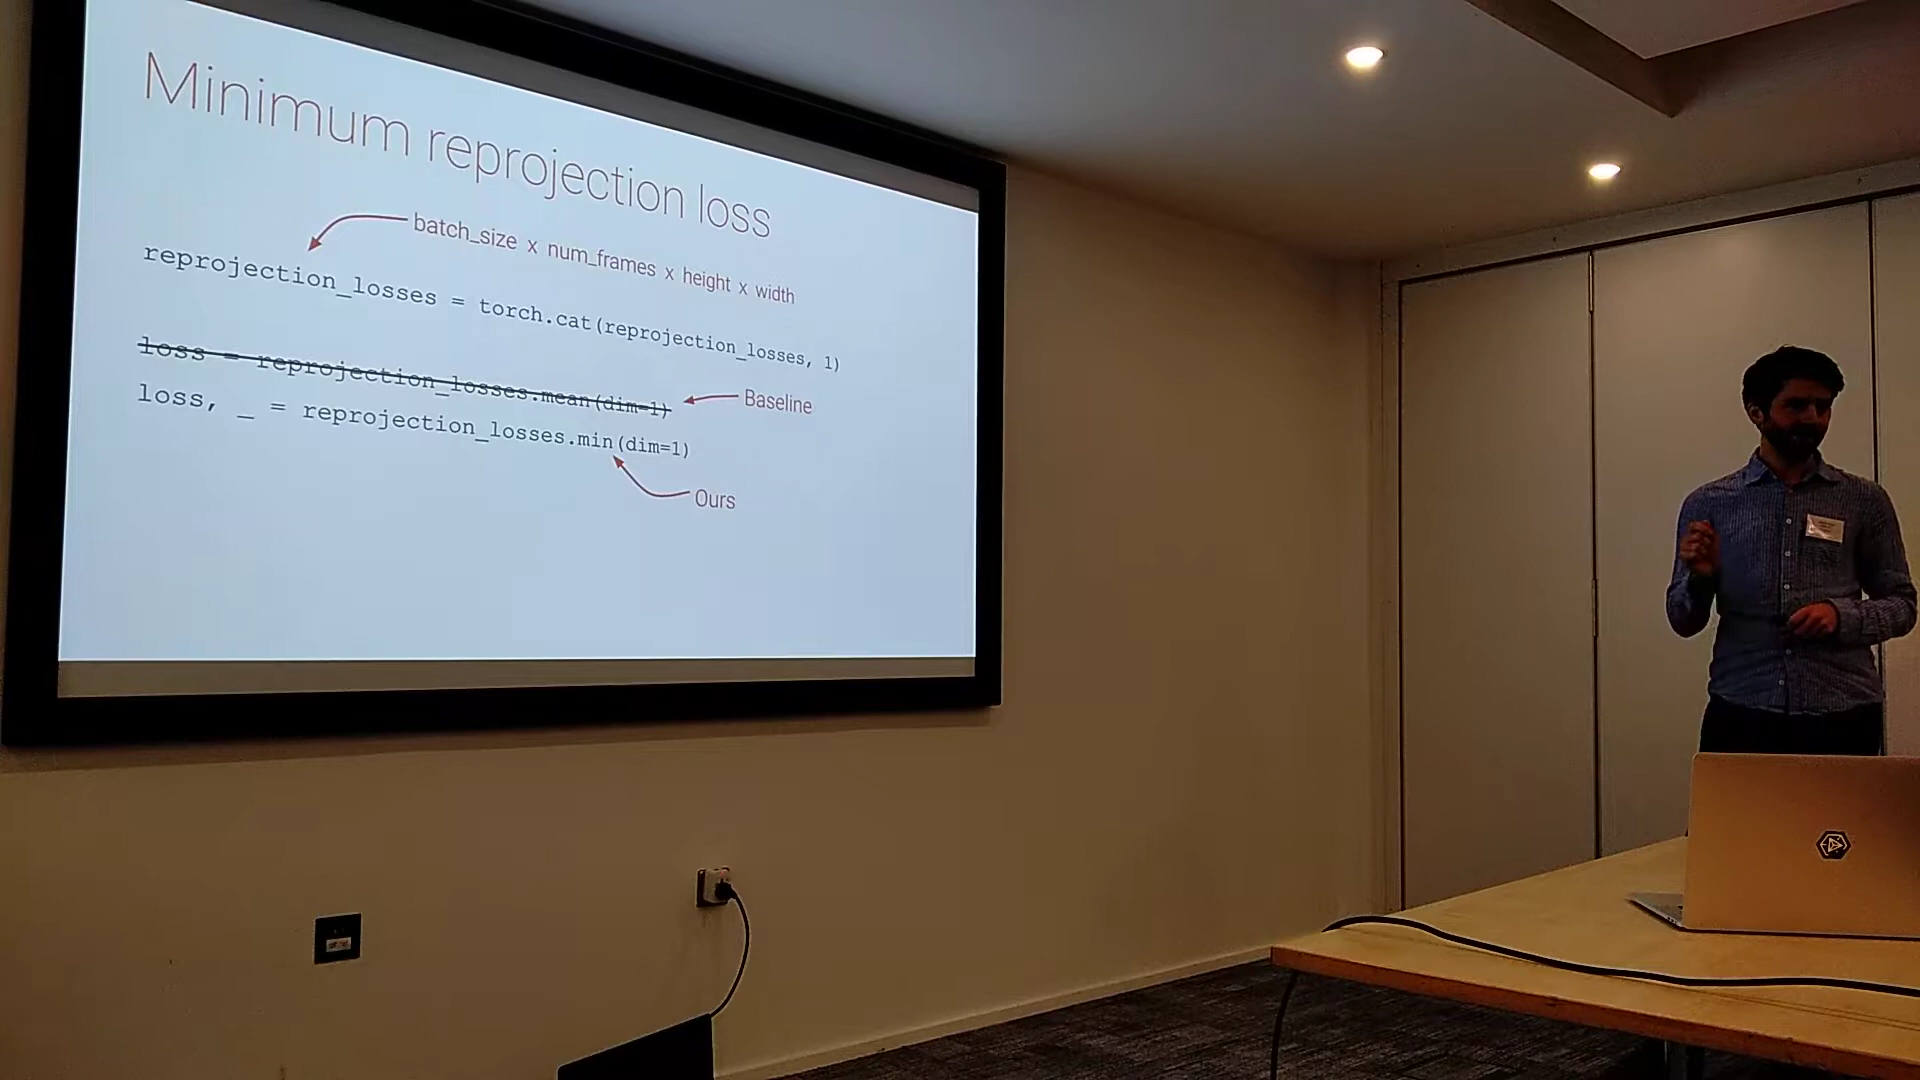 Minimum reprojection loss
batch_size x num_frames x height x width
reprojection_losses = torch.cat(reprojection_losses, 1)
loss = reprojection_losses.mean(dim=1)
Baseline
loss, _ = reprojection_losses.min(dim=1)
Ours